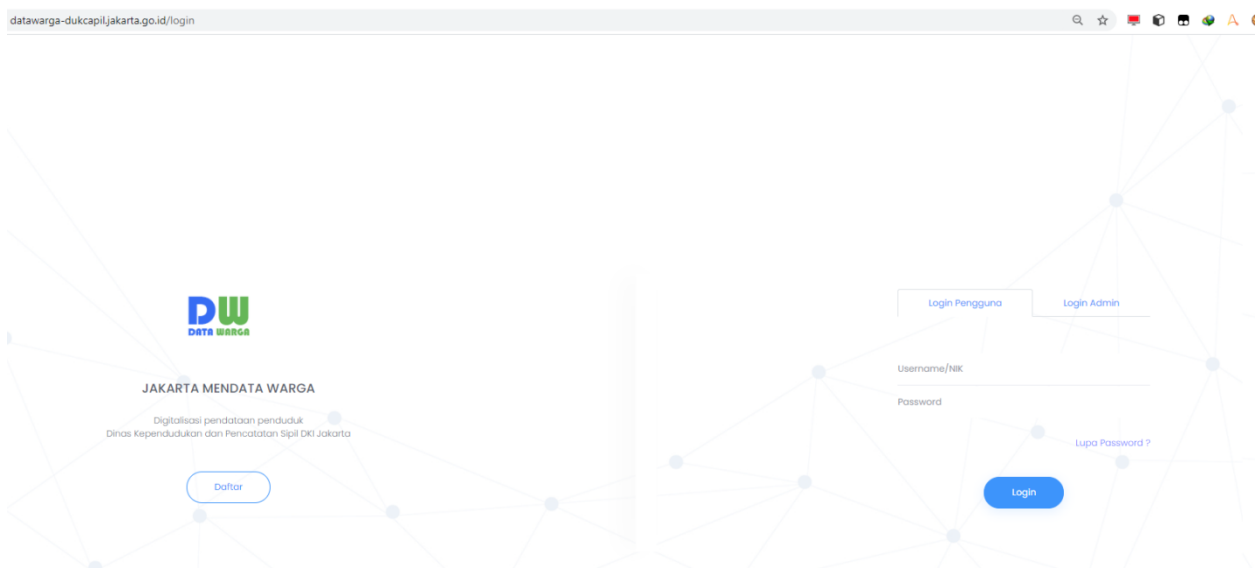 datawarga-dukcapil.jakarta.go.id/login
DW
DATA WARGA
JAKARTA MENDATA WARGA
Digitalisasi pendataan penduduk
Dinas Kependudukan dan Pencatatan Sipil DKI Jakarta
Daftar
Login Pengguna
Login Admin
Username/NIK
Password
Lupa Password ?
Login